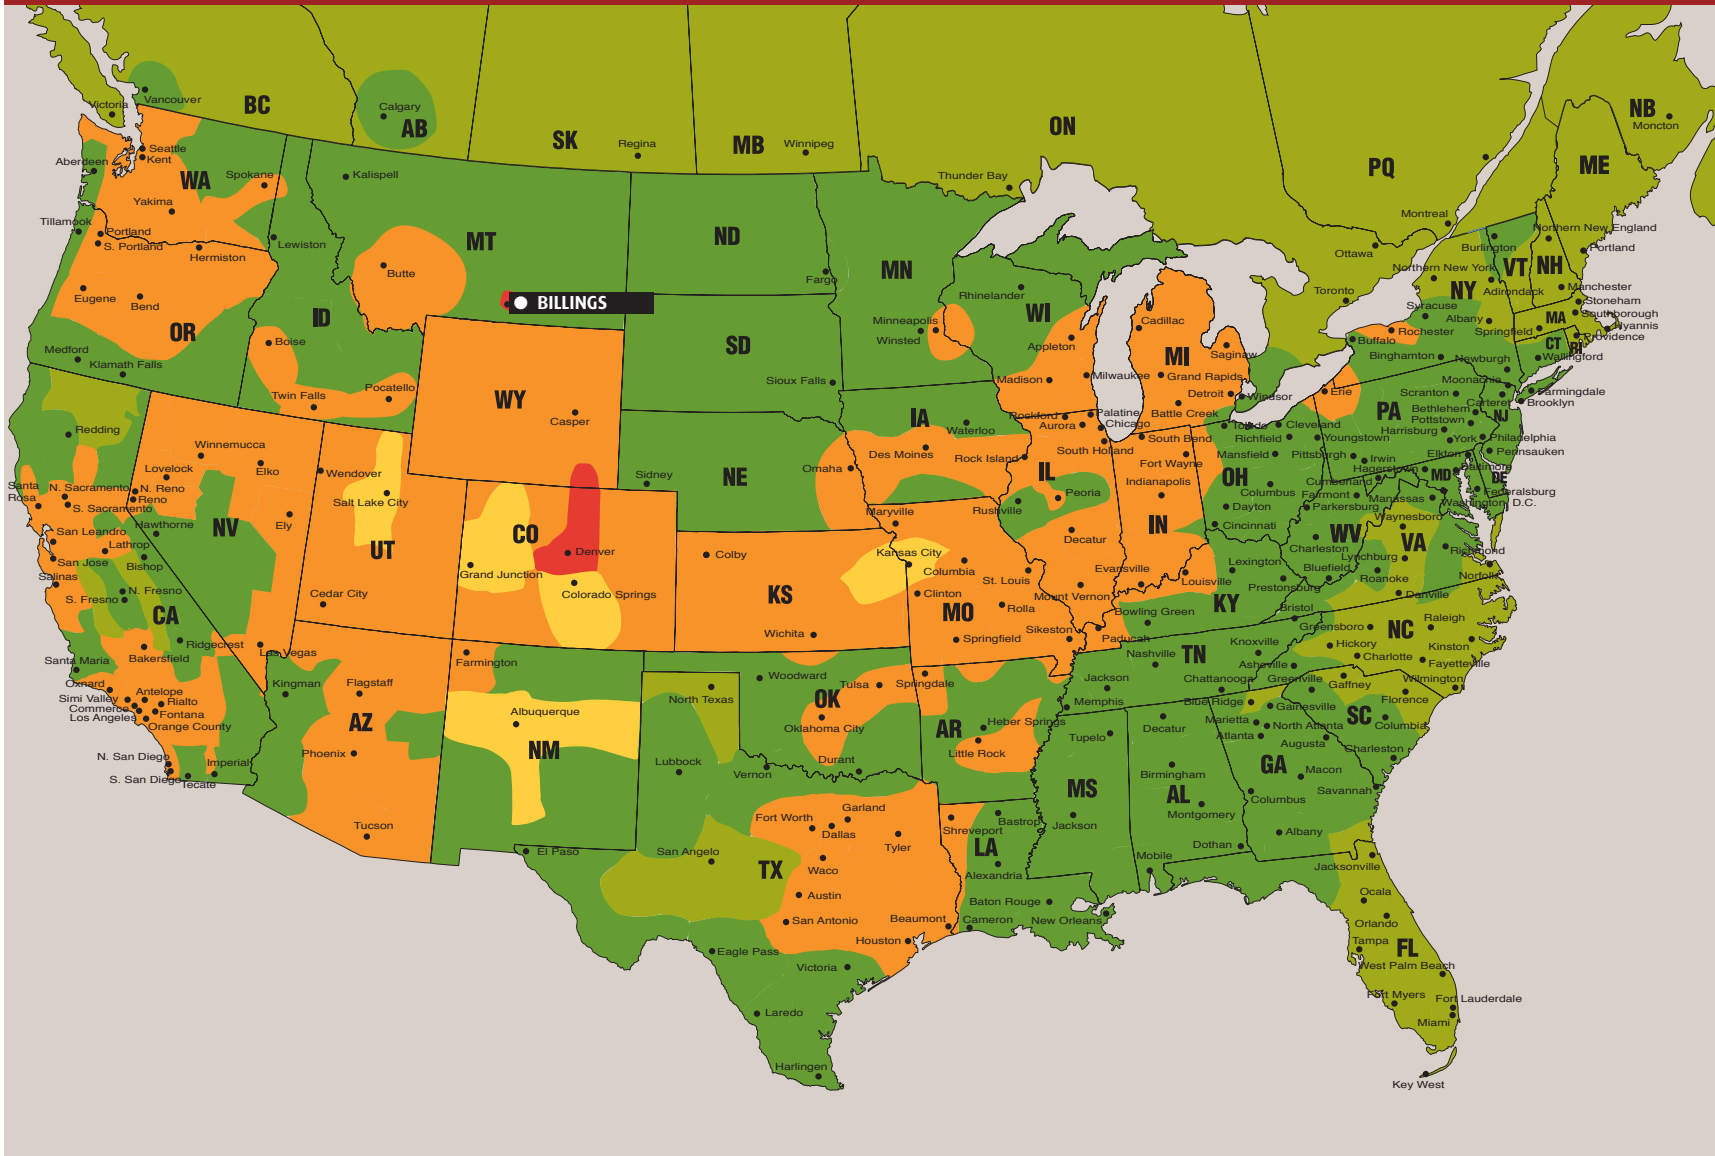 Victoria
Vancouver
BC
Calgary
AB
SK
Regina
MB
Winnipeg
ON
Thunder Bay
PQ
Montreal
Ottawa
Toronto
NB
Moncton
ME
Aberdeen
Seattle
Kent
WA
Spokane
Yakima
Kalispell
Tillamook
Portland
S. Portland
Hermiston
Lewiston
MT
Butte
BILLINGS
ND
Fargo
MN
Minneapolis
Winsted
Rhinelander
WI
Appleton
Madison
Milwaukee
Cadillac
MI
Saginaw
Grand Rapids
Detroit
Windsor
Battle Creek
Northern New England
Portland
Burlington
VT
NH
Northern New York
NY
Adirondack
Manchester
Stoneham
Southborough
Hyannis
Providence
MA
CT
RI
Syracuse
Albany
Springfield
Rochester
Buffalo
Binghamton
Newburgh
Wallingford
Eugene
Bend
OR
ID
Boise
Medford
Klamath Falls
Twin Falls
Pocatello
WY
Casper
SD
Sioux Falls
IA
Waterloo
Des Moines
Rockford
Palatine
Aurora
Chicago
South Holland
Rock Island
Erie
PA
Scranton
Moonachie
Farmingdale
Brooklyn
Carteret
Bethlehem
Pottstown
NJ
Harrisburg
York
Philadelphia
Pennsauken
Toledo
Cleveland
Richfield
Youngstown
Mansfield
Pittsburgh
Irwin
Hagerstown
Elkton
Baltimore
MD
DE
Cumberland
Federalsburg
Washington, D.C.
Manassas
Fairmont
Parkersburg
Waynesboro
OH
Columbus
Dayton
Cincinnati
WV
Charleston
VA
Richmond
Lynchburg
Bluefield
Roanoke
Norfolk
Danville
Redding
Winnemucca
Lovelock
Elko
N. Reno
Reno
Wendover
Salt Lake City
Santa
Rosa
N. Sacramento
S. Sacramento
Hawthorne
NV
Ely
UT
San Leandro
Lathrop
San Jose
Bishop
Salinas
N. Fresno
S. Fresno
CA
Cedar City
Ridgecrest
Bakersfield
Las Vegas
Santa Maria
Oxnard
Simi Valley
Antelope
Rialto
Commerce
Fontana
Los Angeles
Orange County
N. San Diego
Imperial
S. San Diego
Tecate
Kingman
Flagstaff
AZ
Phoenix
Tucson
CO
Denver
Grand Junction
Colorado Springs
Farmington
Albuquerque
NM
Sidney
NE
Omaha
Colby
KS
Wichita
Maryville
Kansas City
Columbia
St. Louis
Clinton
MO
Rolla
Springfield
Sikeston
IL
Peoria
Rushville
Decatur
Mount Vernon
South Bend
Fort Wayne
Indianapolis
IN
Evansville
Louisville
Lexington
Prestonsburg
KY
Bowling Green
Paducah
Bristol
Greensboro
NC
Raleigh
Hickory
Kinston
Charlotte
Fayetteville
Wilmington
Knoxville
TN
Nashville
Asheville
Chattanooga
Greenville
Gaffney
Jackson
Memphis
Blue Ridge
Gainesville
Florence
SC
Columbia
Marietta
North Atlanta
Atlanta
Augusta
Charleston
North Texas
Woodward
OK
Tulsa
Springdale
Oklahoma City
Durant
AR
Heber Springs
Little Rock
Tupelo
Decatur
Birmingham
AL
Montgomery
GA
Macon
Savannah
Columbus
Albany
Dothan
MS
Jackson
Mobile
Lubbock
Vernon
Garland
Fort Worth
Dallas
Tyler
El Paso
San Angelo
TX
Waco
Austin
San Antonio
Beaumont
Houston
Eagle Pass
Victoria
Laredo
Harlingen
Bastrop
Shreveport
LA
Alexandria
Baton Rouge
Cameron
New Orleans
Jacksonville
Ocala
Orlando
Tampa
FL
West Palm Beach
Fort Myers
Fort Lauderdale
Miami
Key West